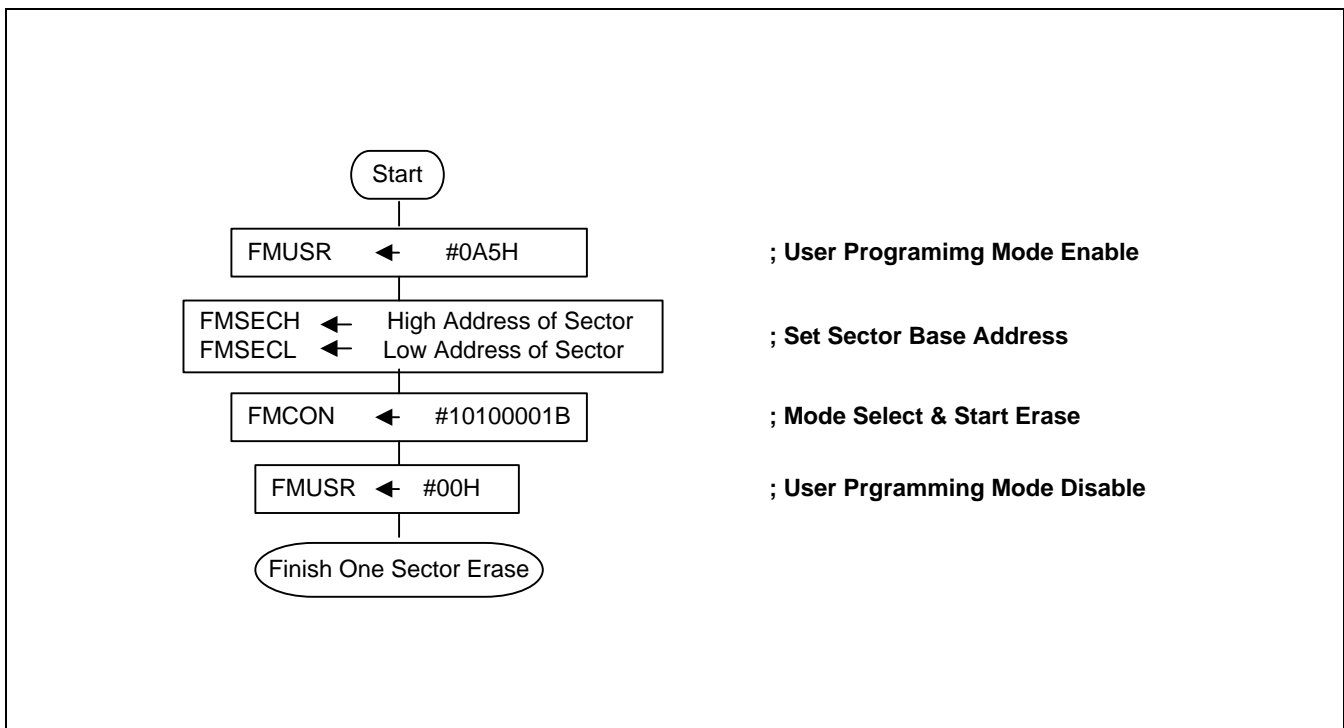 Start
FMUSR #0A5H ; User Programimg Mode Enable
FMSECH High Address of Sector
FMSECL Low Address of Sector
; Set Sector Base Address
FMCON #10100001B ; Mode Select & Start Erase
FMUSR #00H ; User Prgramming Mode Disable
Finish One Sector Erase